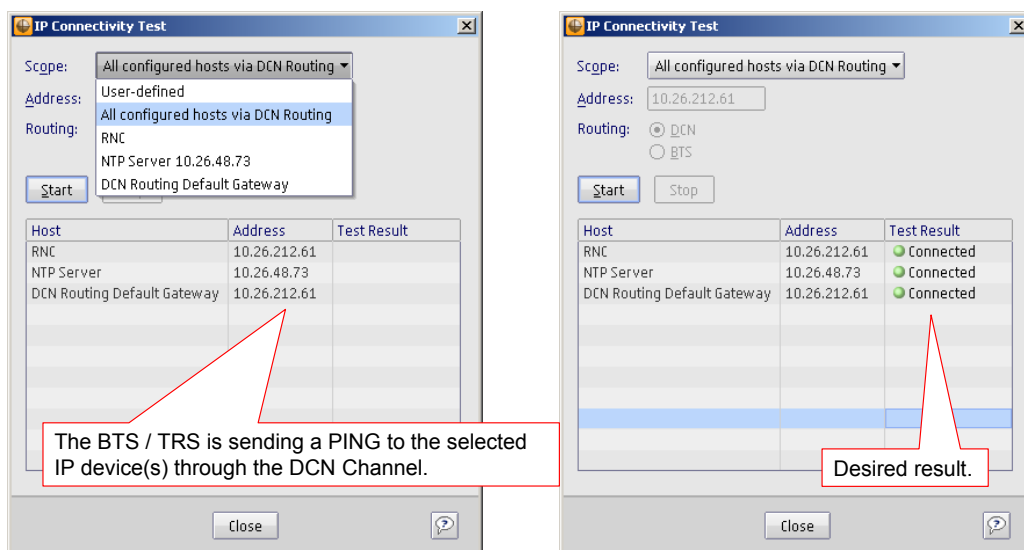 IP Connectivity Test
Scope: All configured hosts via DCN Routing
Address:
Routing:
User-defined
All configured hosts via DCN Routing
RNC
NTP Server 10.26.48.73
DCN Routing Default Gateway
Start
Host Address Test Result
RNC 10.26.212.61
NTP Server 10.26.48.73
DCN Routing Default Gateway 10.26.212.61
The BTS / TRS is sending a PING to the selected
IP device(s) through the DCN Channel.
Close
IP Connectivity Test
Scope: All configured hosts via DCN Routing
Address: 10.26.212.61
Routing: DCN
BTS
Start Stop
Host Address Test Result
RNC 10.26.212.61 Connected
NTP Server 10.26.48.73 Connected
DCN Routing Default Gateway 10.26.212.61 Connected
Desired result.
Close